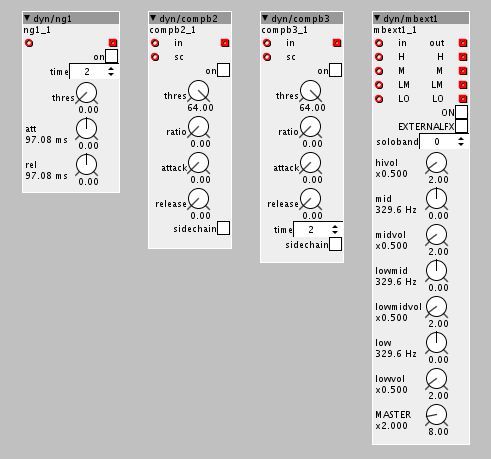 dyn/ng1
ng1_1
on
time 2
thres
0.00
att
97.08 ms
0.00
rel
97.08 ms
0.00
dyn/compb2
compb2_1
in
sc
on
thres
64.00
ratio
0.00
attack
0.00
release
0.00
sidechain
dyn/compb3
compb3_1
in
sc
on
thres
64.00
ratio
0.00
attack
0.00
release
0.00
time 2
sidechain
dyn/mbext1
mbext1_1
in out
H H
M M
LM LM
LO LO
ON
EXTERNALFX
soloband 0
hivol
x0.500
2.00
mid
329.6 Hz
0.00
midvol
x0.500
2.00
lowmid
329.6 Hz
0.00
lowmidvol
x0.500
2.00
low
329.6 Hz
0.00
lowvol
x0.500
2.00
MASTER
x2.000
8.00